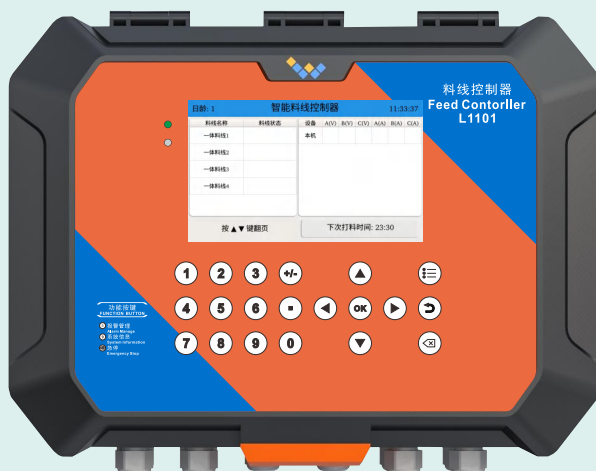 料线控制器
Feed Contorller
L1101
日龄: 1 智能料线控制器 11:33:37
料线名称 料线状态 设备 A(V) B(V) C(V) A(A) B(A) C(A)
一体料线1 本机
一体料线2
一体料线3
一体料线4
按▲▼键翻页 下次打料时间: 23:30
1 2 3 +/-
4 5 6 OK
7 8 9 0
功能按键
FUNCTION BUTTON
报警管理
Alarm Manage
系统信息
System Information
急停
Emergency Stop